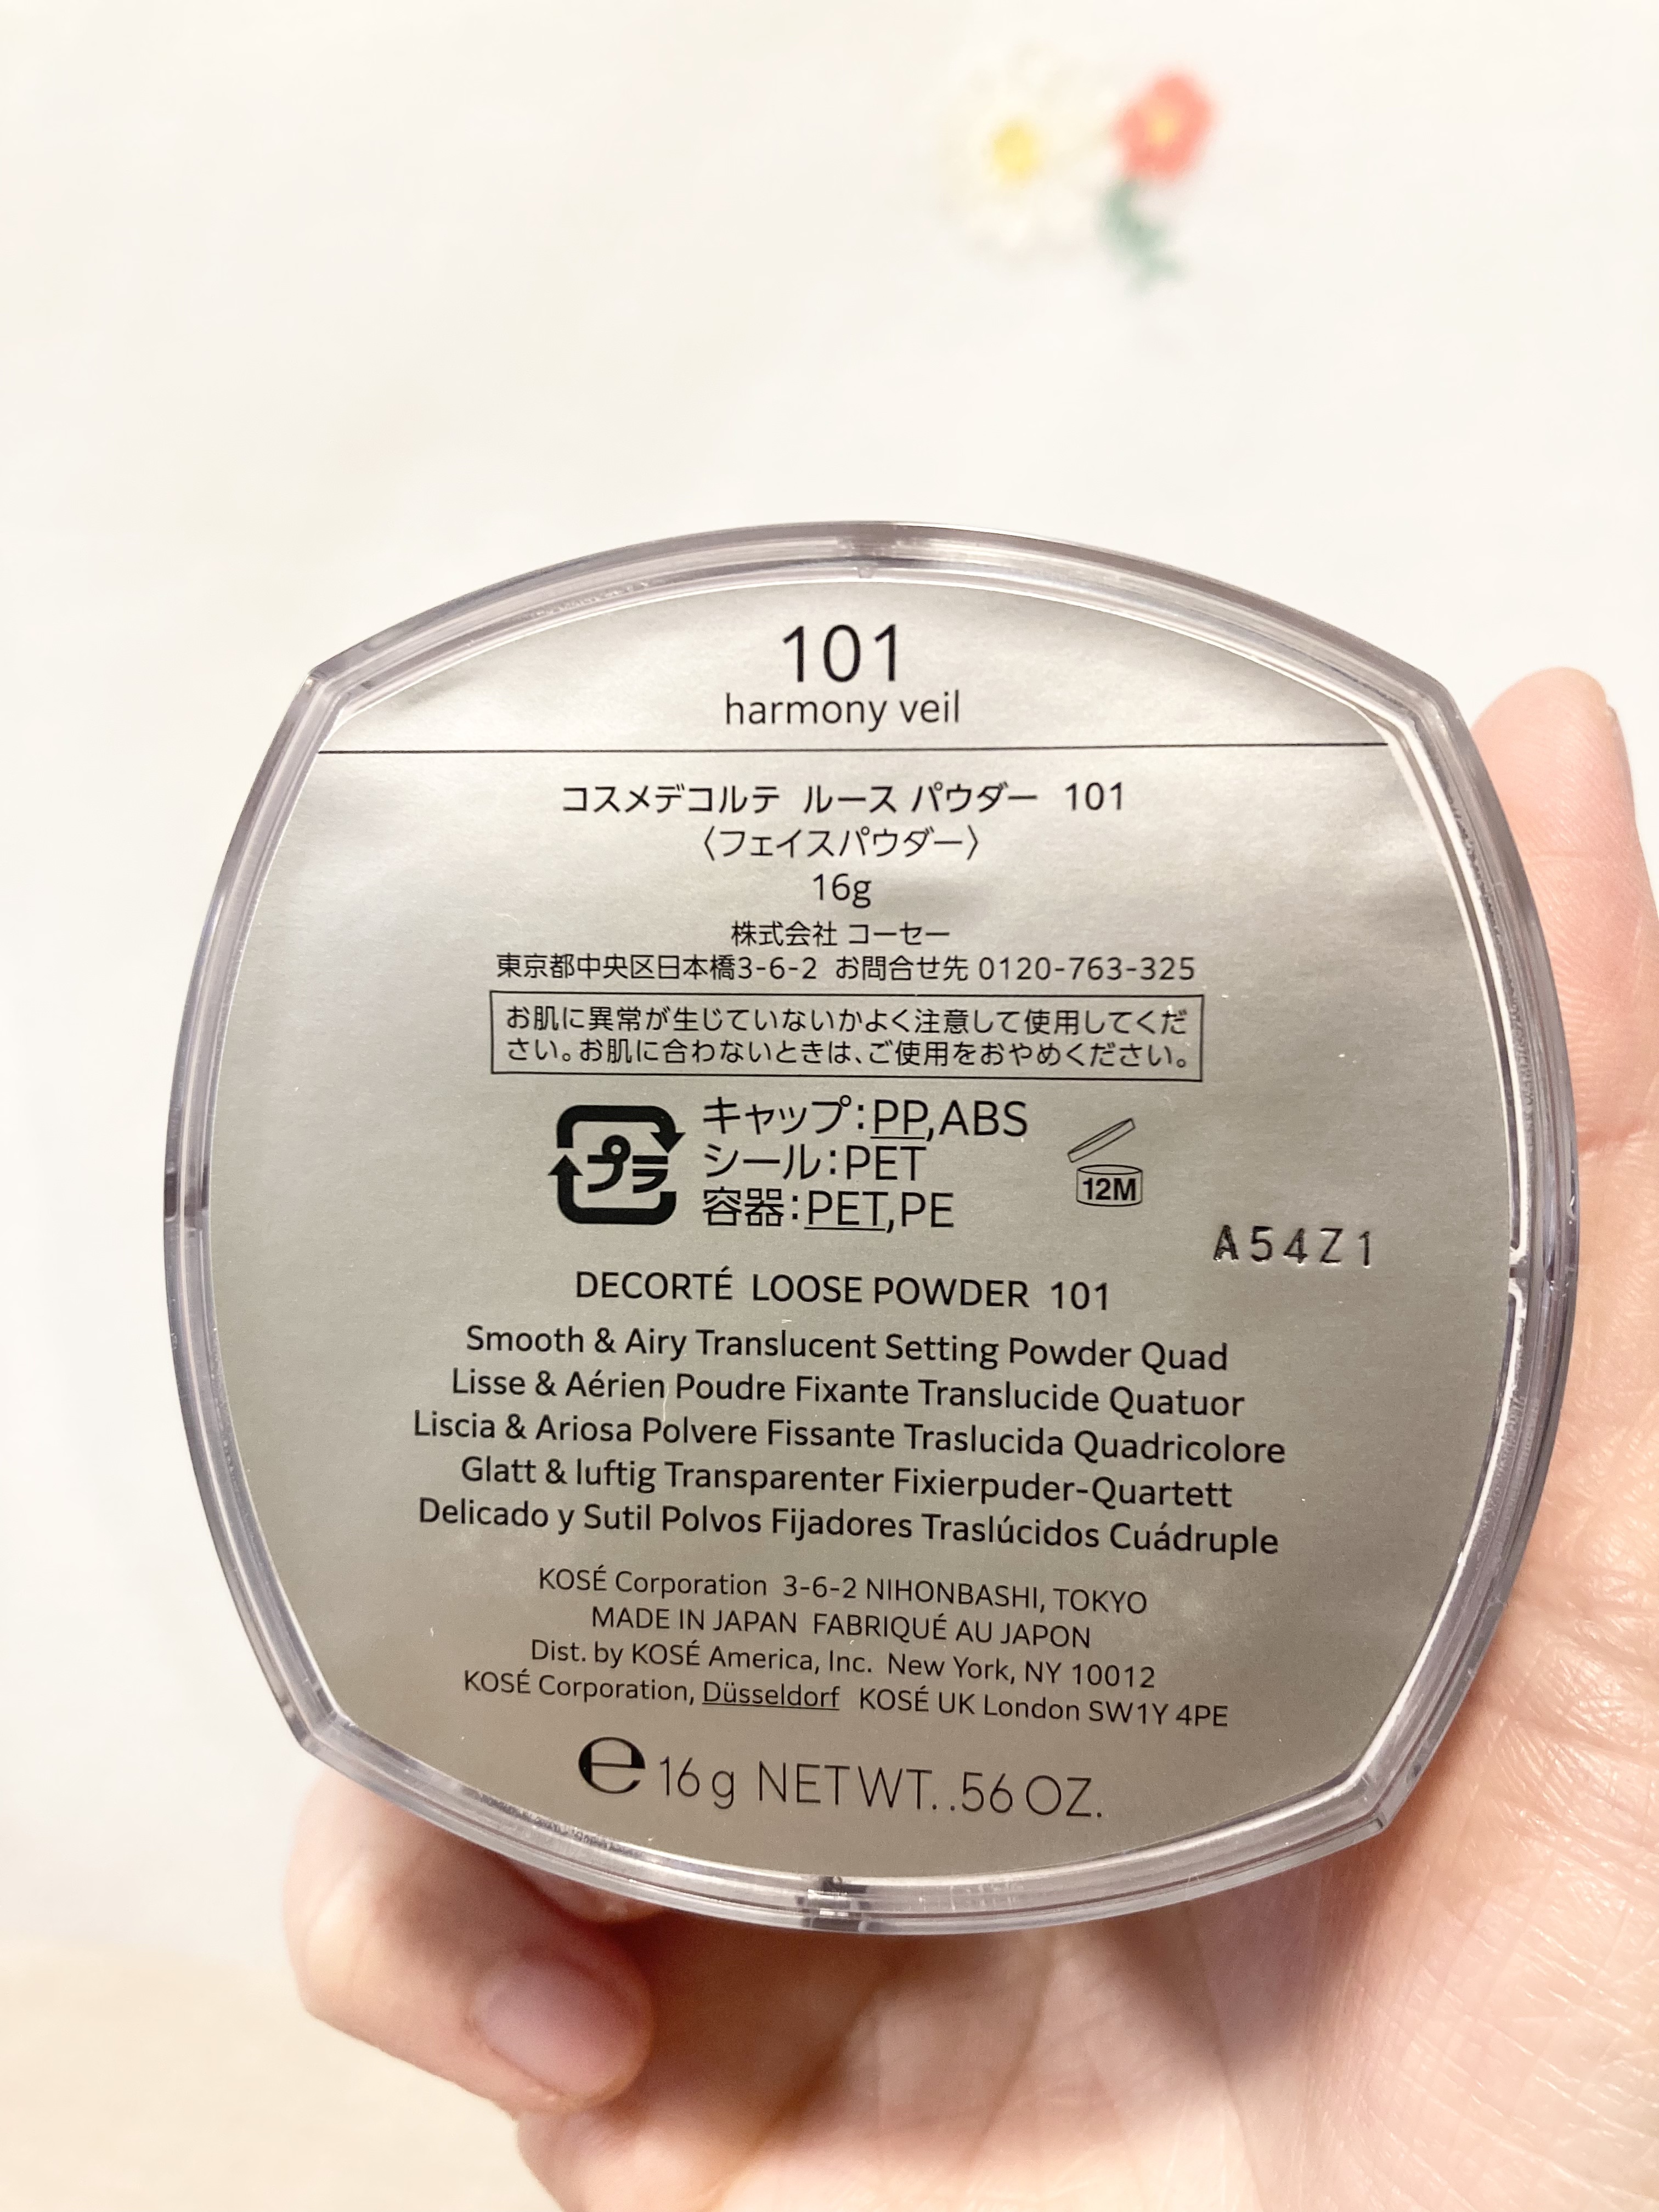 101
harmony veil
コスメデコルテ ルース パウダー 101
〈フェイスパウダー〉
16g
株式会社 コーセー
東京都中央区日本橋3-6-2 お問合せ先 0120-763-325
お肌に異常が生じていないかよく注意して使用してくだ
さい。お肌に合わないときは、ご使用をおやめください。
プラ
キャップ：PP,ABS
シール：PET
容器：PET,PE
12M
A54Z1
DECORTÉ LOOSE POWDER 101
Smooth & Airy Translucent Setting Powder Quad
Lisse & Aérien Poudre Fixante Translucide Quatuor
Liscia & Ariosa Polvere Fissante Traslucida Quadricolore
Glatt & luftig Transparenter Fixierpuder-Quartett
Delicado y Sutil Polvos Fijadores Traslúcidos Cuádruple
KOSÉ Corporation 3-6-2 NIHONBASHI, TOKYO
MADE IN JAPAN FABRIQUÉ AU JAPON
Dist. by KOSÉ America, Inc. New York, NY 10012
KOSÉ Corporation, Düsseldorf KOSÉ UK London SW1Y 4PE
e 16g NET WT. .56 OZ.